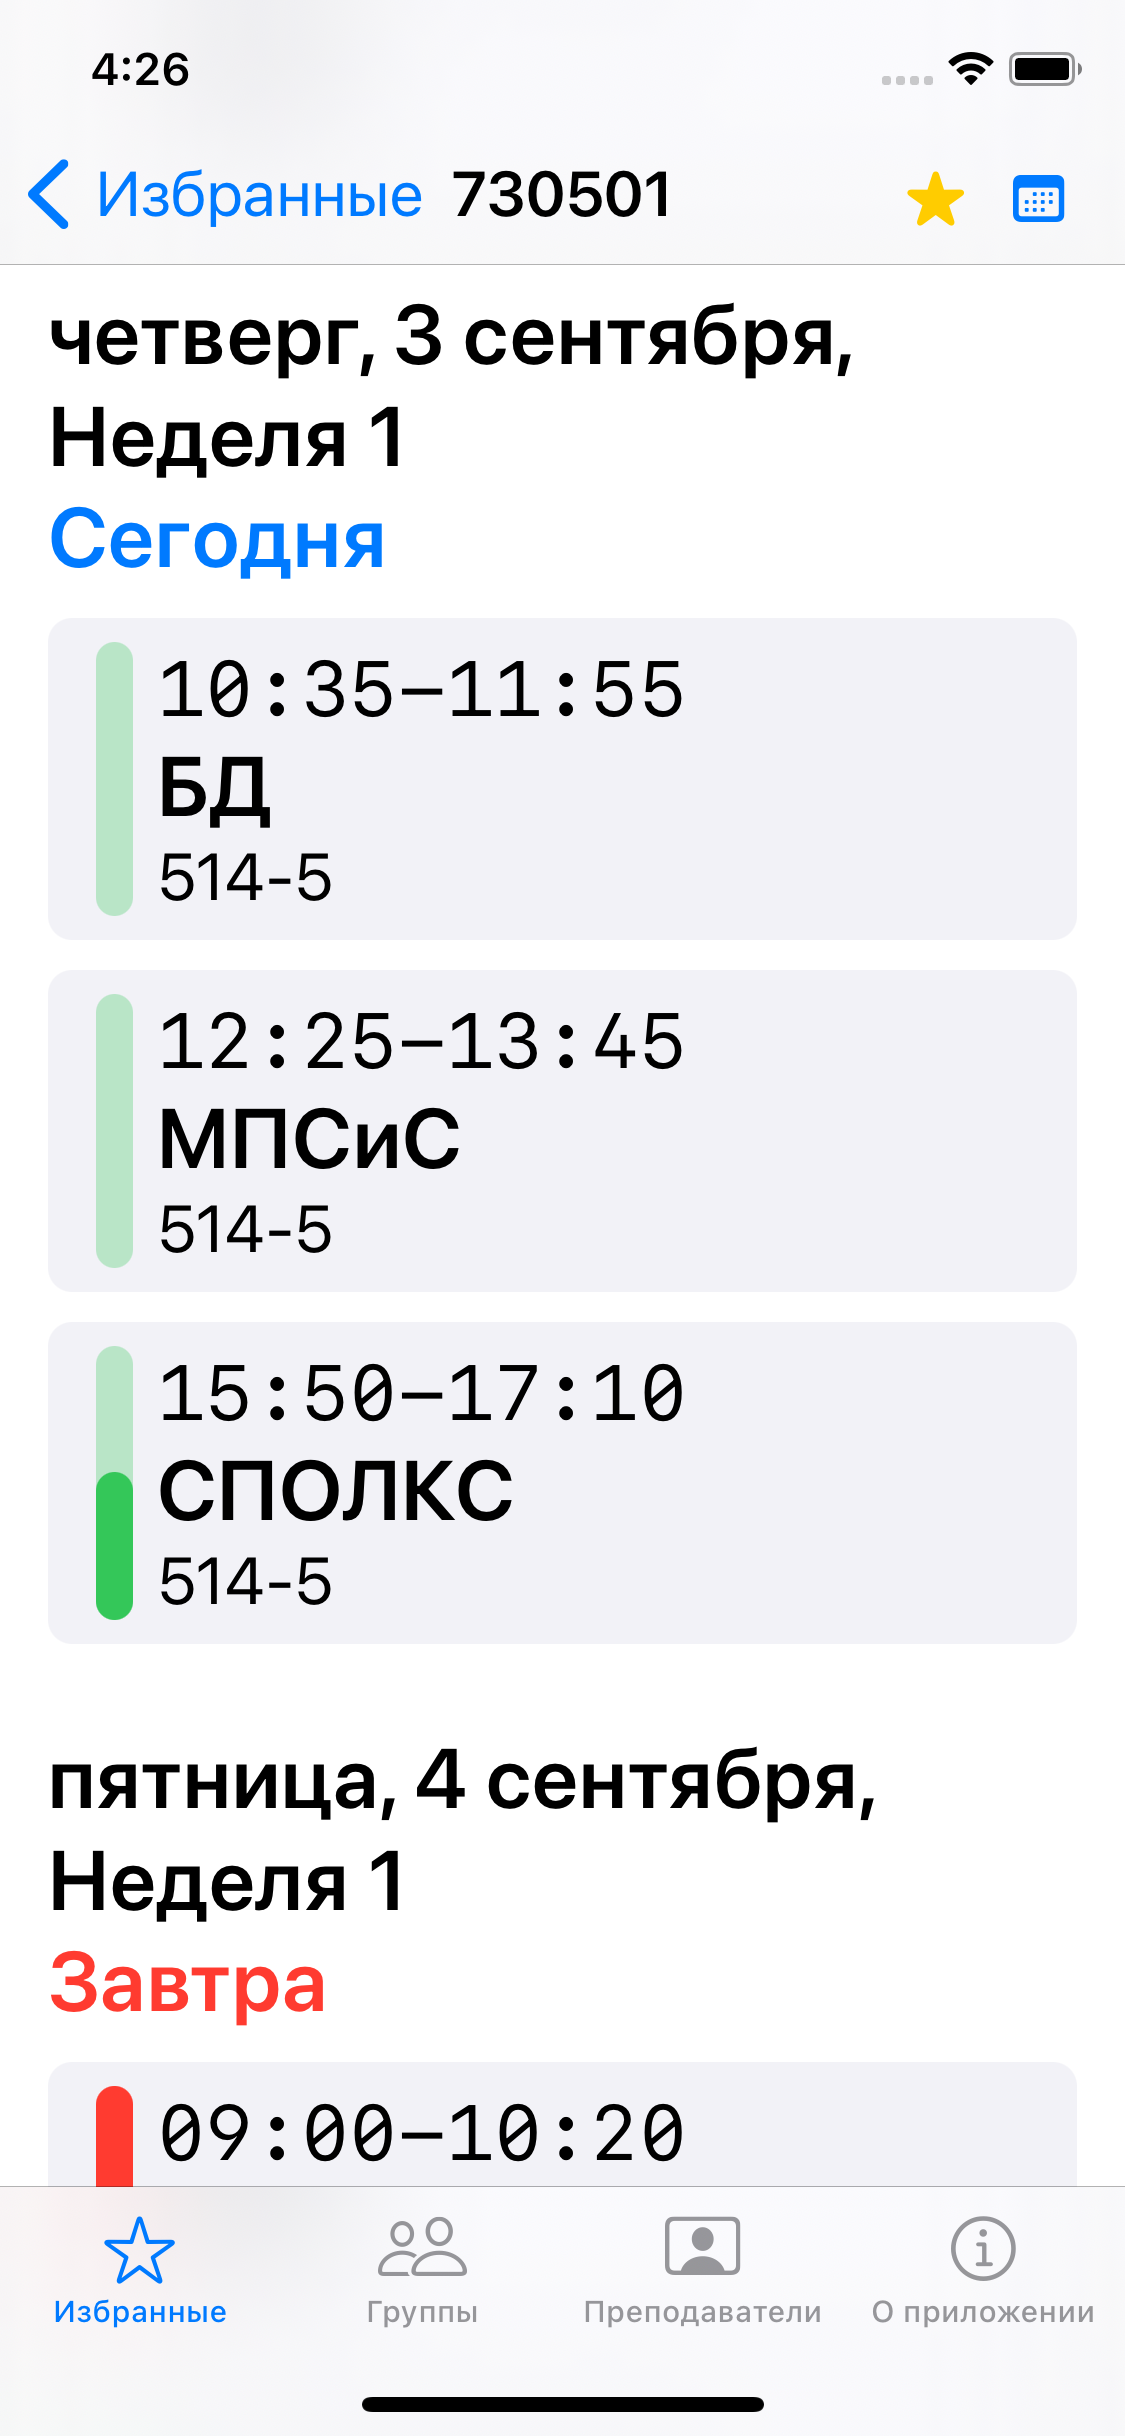 4:26
Избранные 730501
четверг, 3 сентября,
Неделя 1
Сегодня
10:35–11:55
БД
514-5
12:25–13:45
МПСиС
514-5
15:50–17:10
СПОЛКС
514-5
пятница, 4 сентября,
Неделя 1
Завтра
09:00–10:20
Избранные
Группы
Преподаватели
О приложении